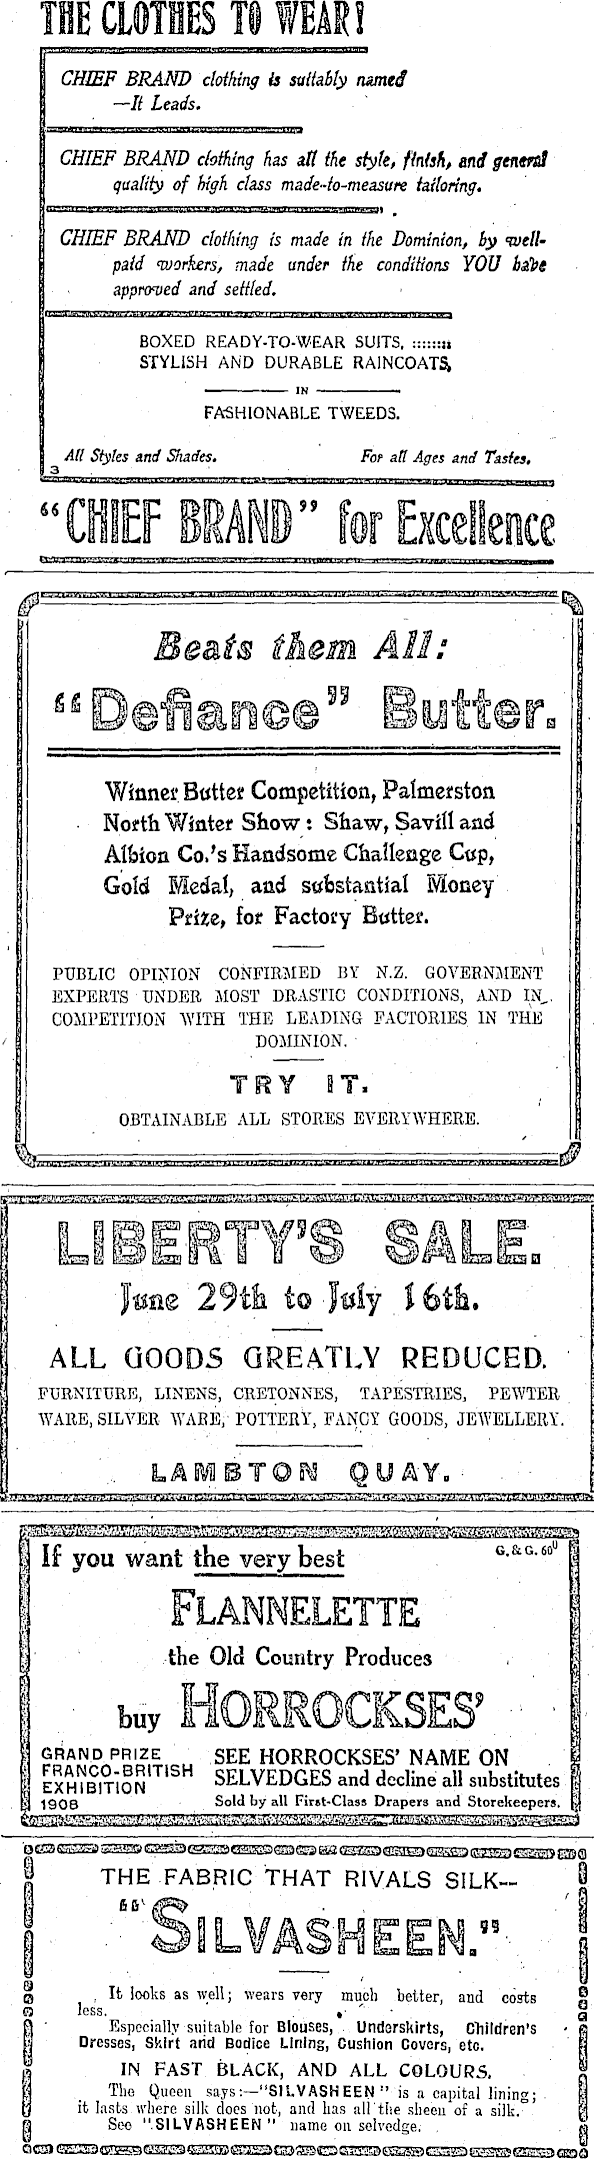 THE CLOTHES TO WEAR!
CHIEF BRAND clothing is suitably named
—It Leads.
CHIEF BRAND clothing has all the style, finish, and general
quality of high class made-to-measure tailoring.
CHIEF BRAND clothing is made in the Dominion, by well-
paid workers, made under the conditions YOU have
approved and settled.
BOXED READY-TO-WEAR SUITS, ::::::::
STYLISH AND DURABLE RAINCOATS,
IN
FASHIONABLE TWEEDS.
All Styles and Shades. For all Ages and Tastes.
3
"CHIEF BRAND" for Excellence
Beats them All:
"Defiance" Butter.
Winner Butter Competition, Palmerston
North Winter Show: Shaw, Savill and
Albion Co.'s Handsome Challenge Cup,
Gold Medal, and substantial Money
Prize, for Factory Butter.
PUBLIC OPINION CONFIRMED BY N.Z. GOVERNMENT
EXPERTS UNDER MOST DRASTIC CONDITIONS, AND IN
COMPETITION WITH THE LEADING FACTORIES IN THE
DOMINION.
TRY IT.
OBTAINABLE ALL STORES EVERYWHERE.
LIBERTY'S SALE.
June 29th to July 16th.
ALL GOODS GREATLY REDUCED.
FURNITURE, LINENS, CRETONNES, TAPESTRIES, PEWTER
WARE, SILVER WARE, POTTERY, FANCY GOODS, JEWELLERY.
LAMBTON QUAY.
If you want the very best G. & G. 60U
FLANNELETTE
the Old Country Produces
buy HORROCKSES'
GRAND PRIZE
FRANCO-BRITISH
EXHIBITION
1908
SEE HORROCKSES' NAME ON
SELVEDGES and decline all substitutes
Sold by all First-Class Drapers and Storekeepers.
THE FABRIC THAT RIVALS SILK—
"SILVASHEEN."
It looks as well; wears very much better, and costs
less.
Especially suitable for Blouses, Underskirts, Children's
Dresses, Skirt and Bodice Lining, Cushion Covers, etc.
IN FAST BLACK, AND ALL COLOURS.
The Queen says:—"SILVASHEEN" is a capital lining;
it lasts where silk does not, and has all the sheen of a silk.
See "SILVASHEEN" name on selvedge.